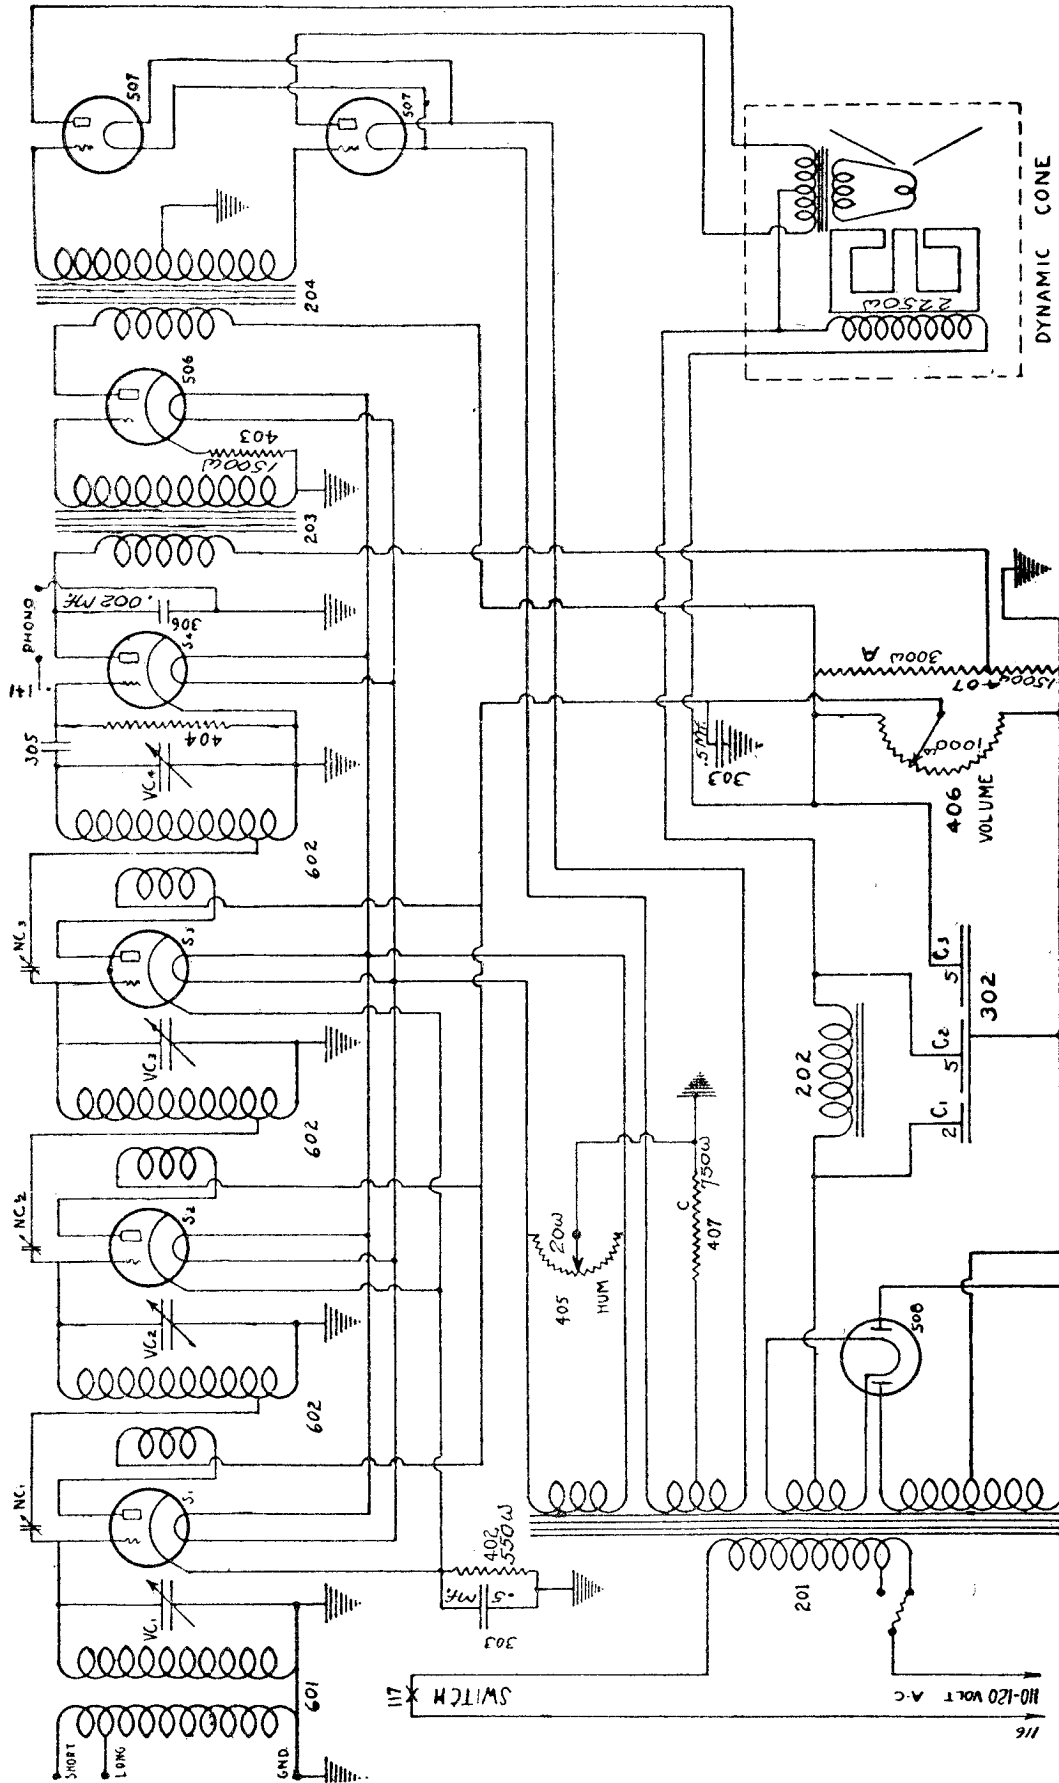 507
507
204
506
403
1500ω
203
PHONO
.002 Mf.
306
S4
305
404
VC4
602
NC3
S3
VC3
602
NC2
S2
VC2
602
NC1
S1
VC1
601
SHORT
LONG
GND.
402
550ω
.5
Mf.
303
117
SWITCH
116
110-120 VOLT A-C
201
405
HUM
20ω
C
750ω
407
202
508
2 C1
5 C2
5 C3
302
.5 Mf.
303
406
VOLUME
1000ω
300ω
A
407
1500ω
2250ω
DYNAMIC CONE